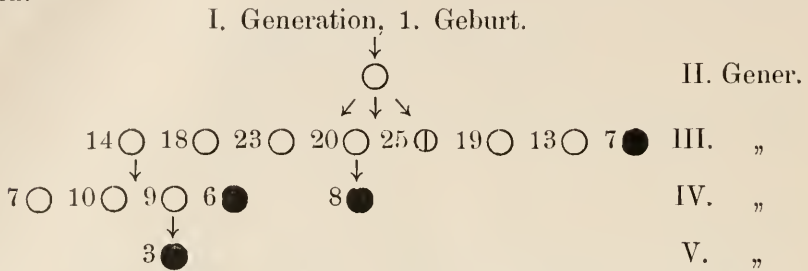 I. Generation, 1. Geburt.
II. Gener.
14 18 23 20 25 19 13 7 III. „
7 10 9 6 8 IV. „
3 V. „